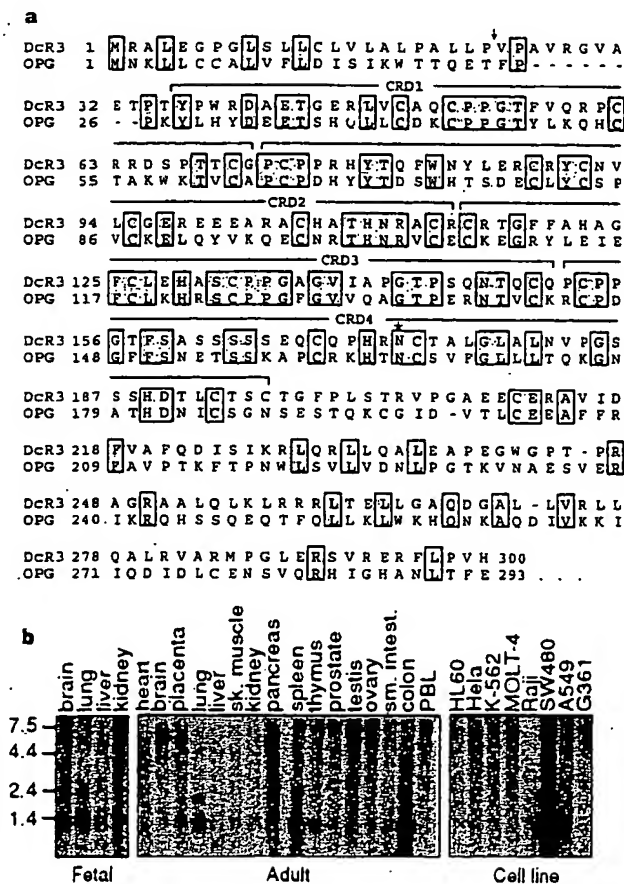 a
DcR3 1 MRALEGPGLSLLCLVLALPALLPVPAVRGVA
OPG 1 MNKLLCCALVFLDISIKWTTQETFP------
CRD1
DcR3 32 ETPTYPWRDAETGERLVCAQCPPGTFVQRPC
OPG 26 --PKYLHYDEETSHQLLCDKCPPGTYLKQHC
DcR3 63 RRDSPTTCGPCPPRHYTQFWNYLERCRYCNV
OPG 55 TAKWKTVCAPCPDHYYTDSWHTSDECLYCSP
CRD2
DcR3 94 LCGEREEEARACHATHNRACRCRTGFFAHAG
OPG 86 VCKELQYVKQECNRTHNRVCECKEGRYLEIE
CRD3
DcR3 125 FCLEHASCPPGAGVIAPGTPSQNTQCQPCPP
OPG 117 FCLKHRSCPPGFGVVQAGTPERNTVCKRCPD
CRD4
DcR3 156 GTFSASSSSSEQCQPHRNCTALGLALNVPGS
OPG 148 GFFSNETSSKAPCRKHTNCSVFGLLLTQKGN
DcR3 187 SSHDTLCTSCTGFPLSTRVPGAEECERAVID
OPG 179 ATHDNICSGNSESTQKCGID-VTLCEEAFFR
DcR3 218 FVAFQDISIKRLQRLLQALEAPEGWGPT-PR
OPG 209 FAVPTKFTPNWLSVLVDNLPGTKVNAESVER
DcR3 248 AGRAALQLKLRRRLTELLGAQDGAL-LVRLL
OPG 240 IKRQHSSQEQTFQLLKLWKHQNKAQDIVKKI
DcR3 278 QALRVARMPGLERSVRERFLPVH 300
OPG 271 IQDIDLCENSVQRHIGHANLTFE 293 ...
b
brain lung liver kidney heart brain placenta lung liver sk. muscle kidney pancreas spleen thymus prostate testis ovary sm. intest. colon PBL HL60 Hela K-562 MOLT-4 Raji SW480 A549 G361
7.5
4.4
2.4
1.4
Fetal Adult Cell line